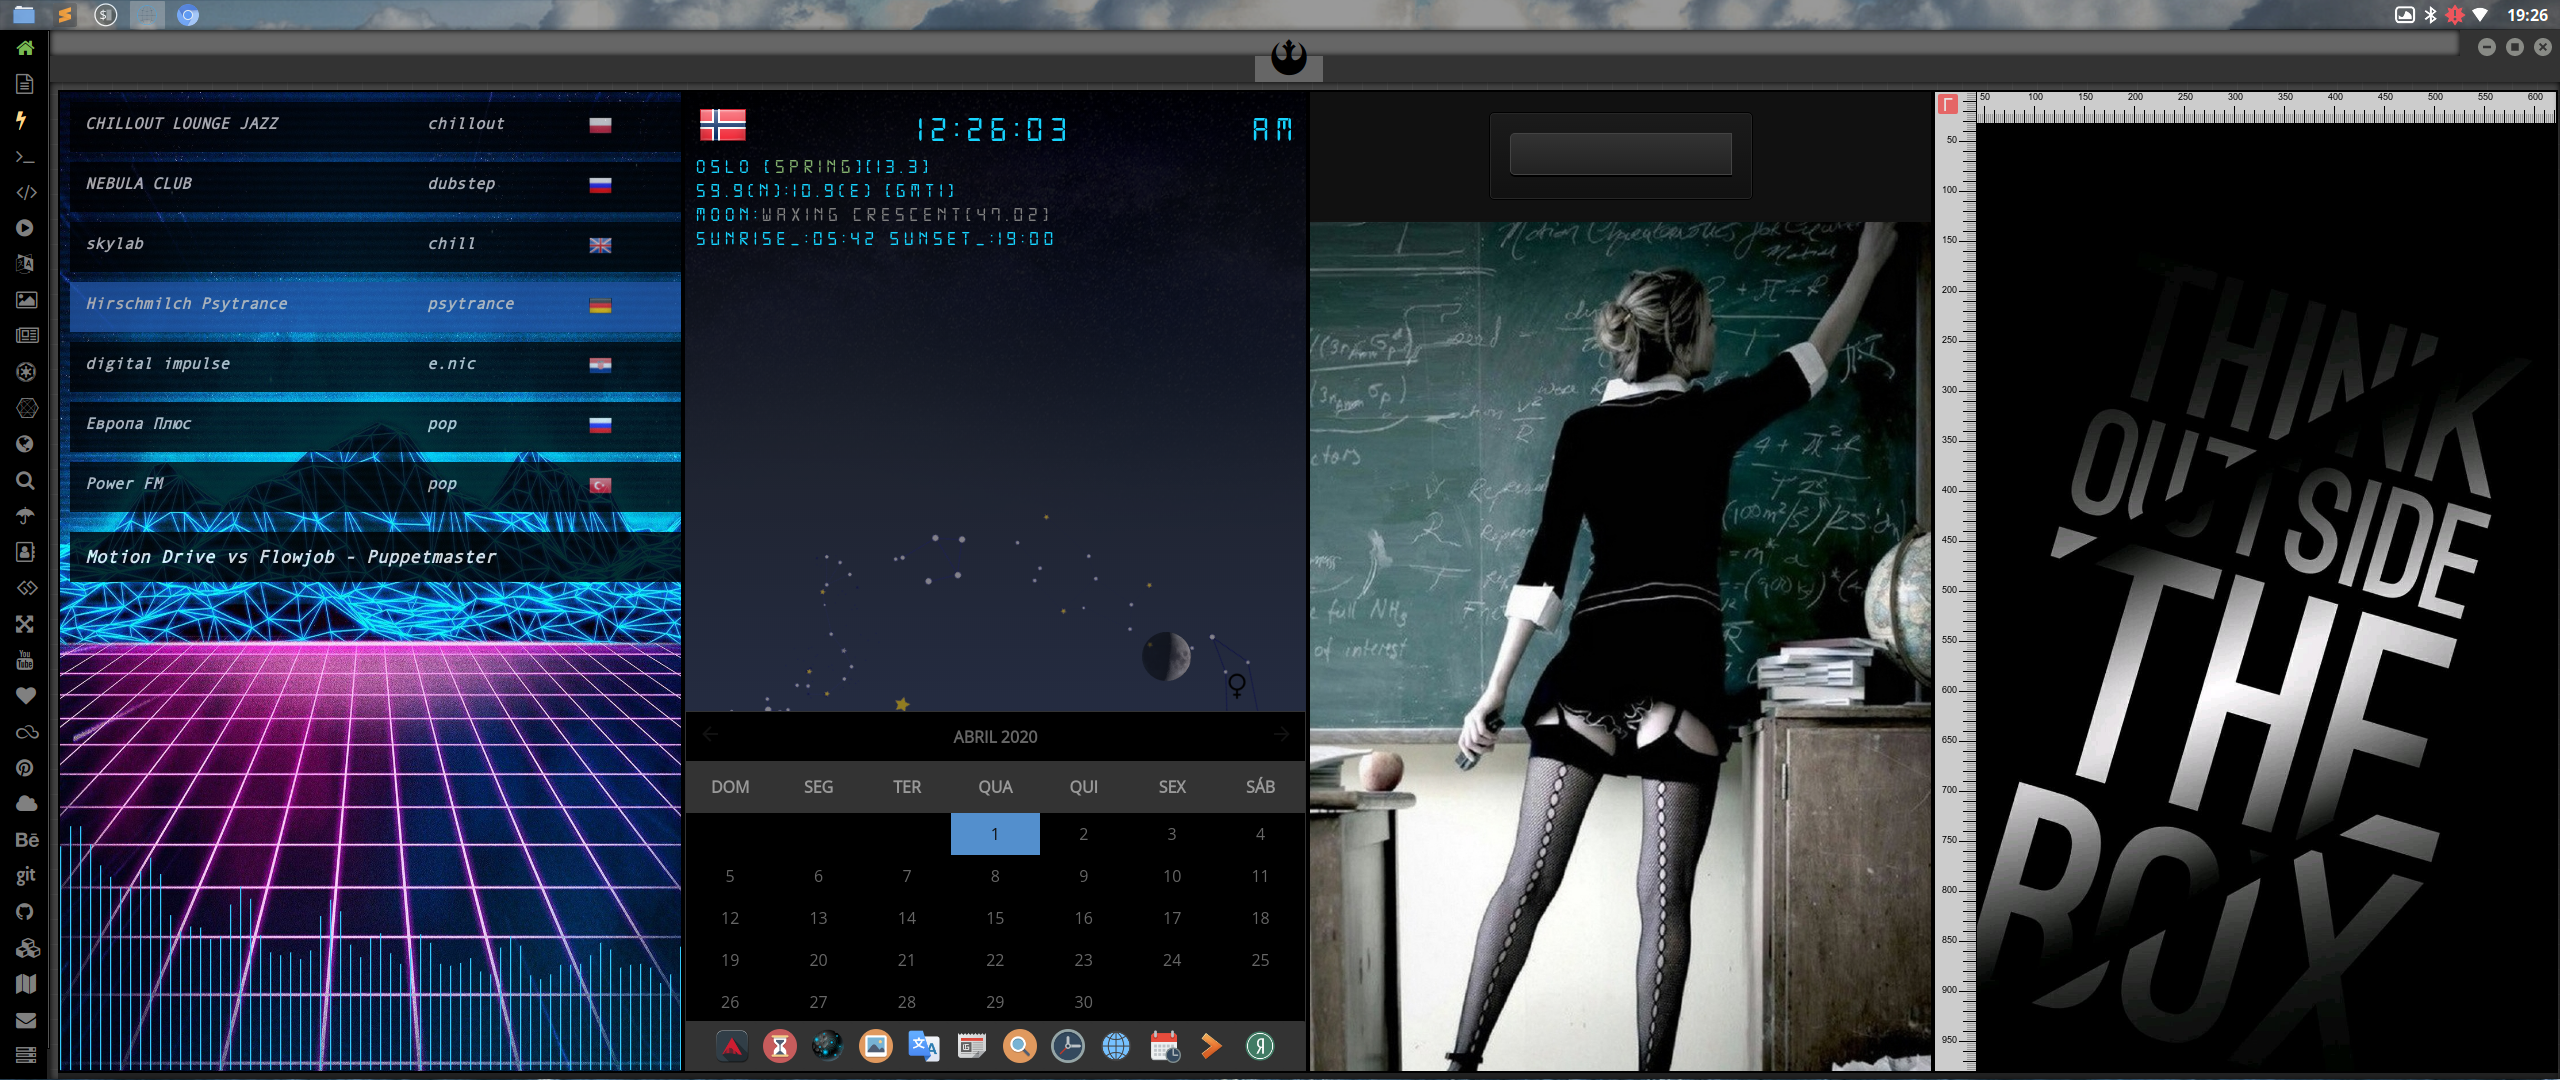 19:26
CHILLOUT LOUNGE JAZZ chillout
NEBULA CLUB dubstep
skylab chill
Hirschmilch Psytrance psytrance
digital impulse e.nic
Европа Плюс pop
Power FM pop
Motion Drive vs Flowjob - Puppetmaster
You
Tube
Bē
git
12:26:03 AM
OSLO [SPRING][13.3]
59.9(N):10.9(E) [GMT1]
MOON:WAXING CRESCENT[47.02]
SUNRISE_:05:42 SUNSET_:19:00
ABRIL 2020
DOM SEG TER QUA QUI SEX SÁB
1 2 3 4
5 6 7 8 9 10 11
12 13 14 15 16 17 18
19 20 21 22 23 24 25
26 27 28 29 30
of interest
50 100 150 200 250 300 350 400 450 500 550 600
50
100
150
200
250
300
350
400
450
500
550
600
650
700
750
800
850
900
950
THINK
OUTSIDE
THE
BOX